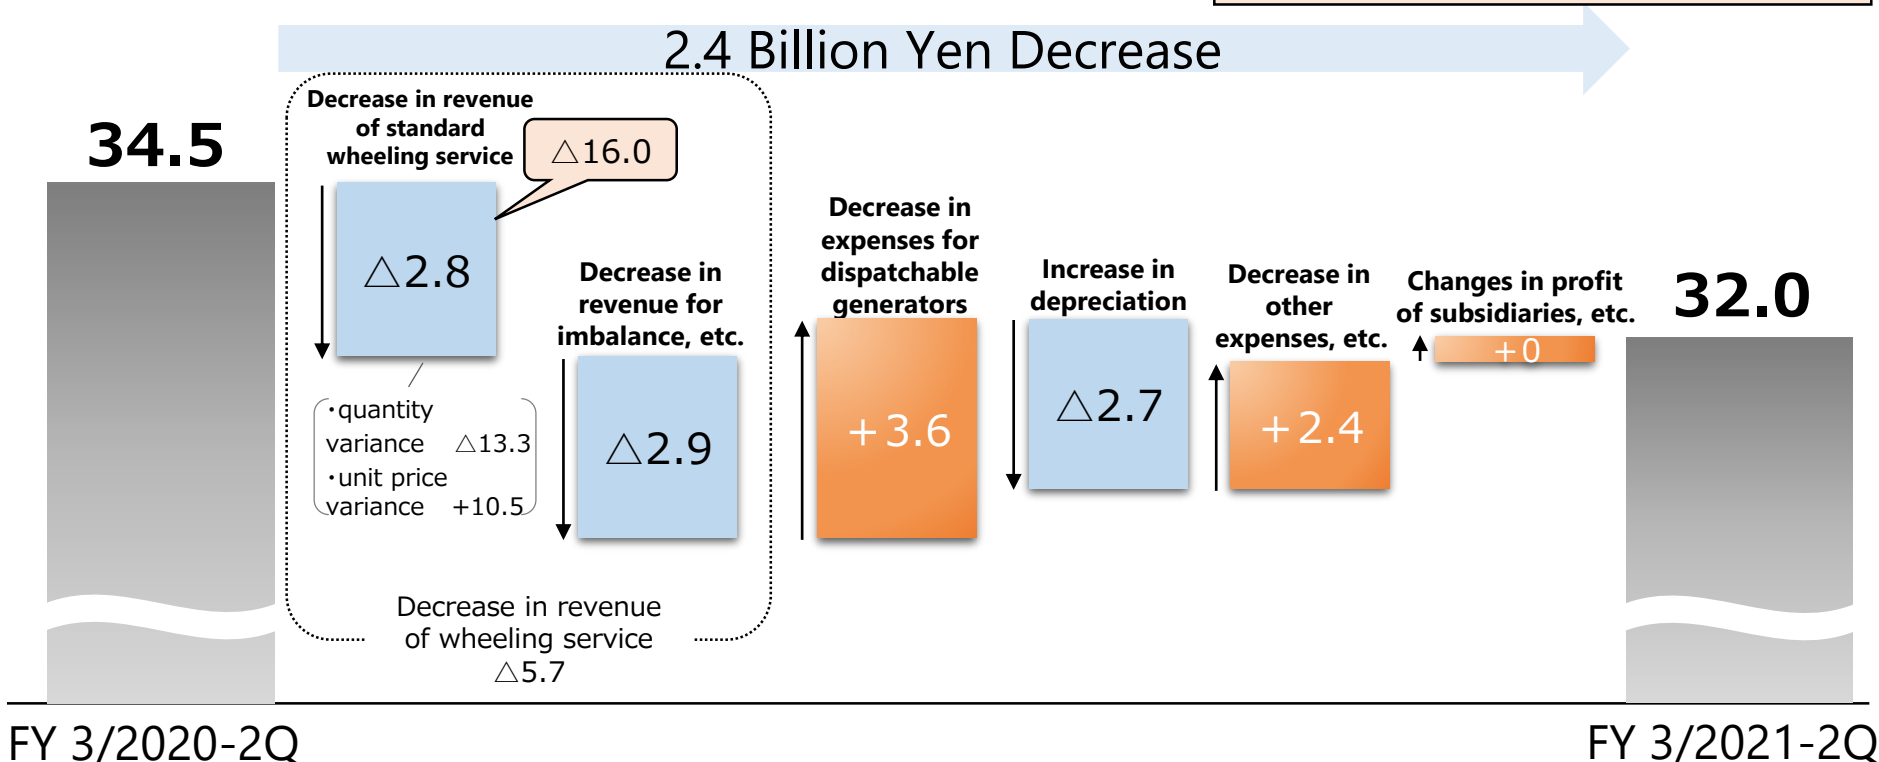 2.4 Billion Yen Decrease
34.5
Decrease in revenue
of standard
wheeling service
△16.0
△2.8
・quantity
variance △13.3
・unit price
variance +10.5
Decrease in
revenue for
imbalance, etc.
△2.9
Decrease in revenue
of wheeling service
△5.7
Decrease in
expenses for
dispatchable
generators
+3.6
Increase in
depreciation
△2.7
Decrease in
other
expenses, etc.
+2.4
Changes in profit
of subsidiaries, etc.
+0
32.0
FY 3/2020-2Q
FY 3/2021-2Q